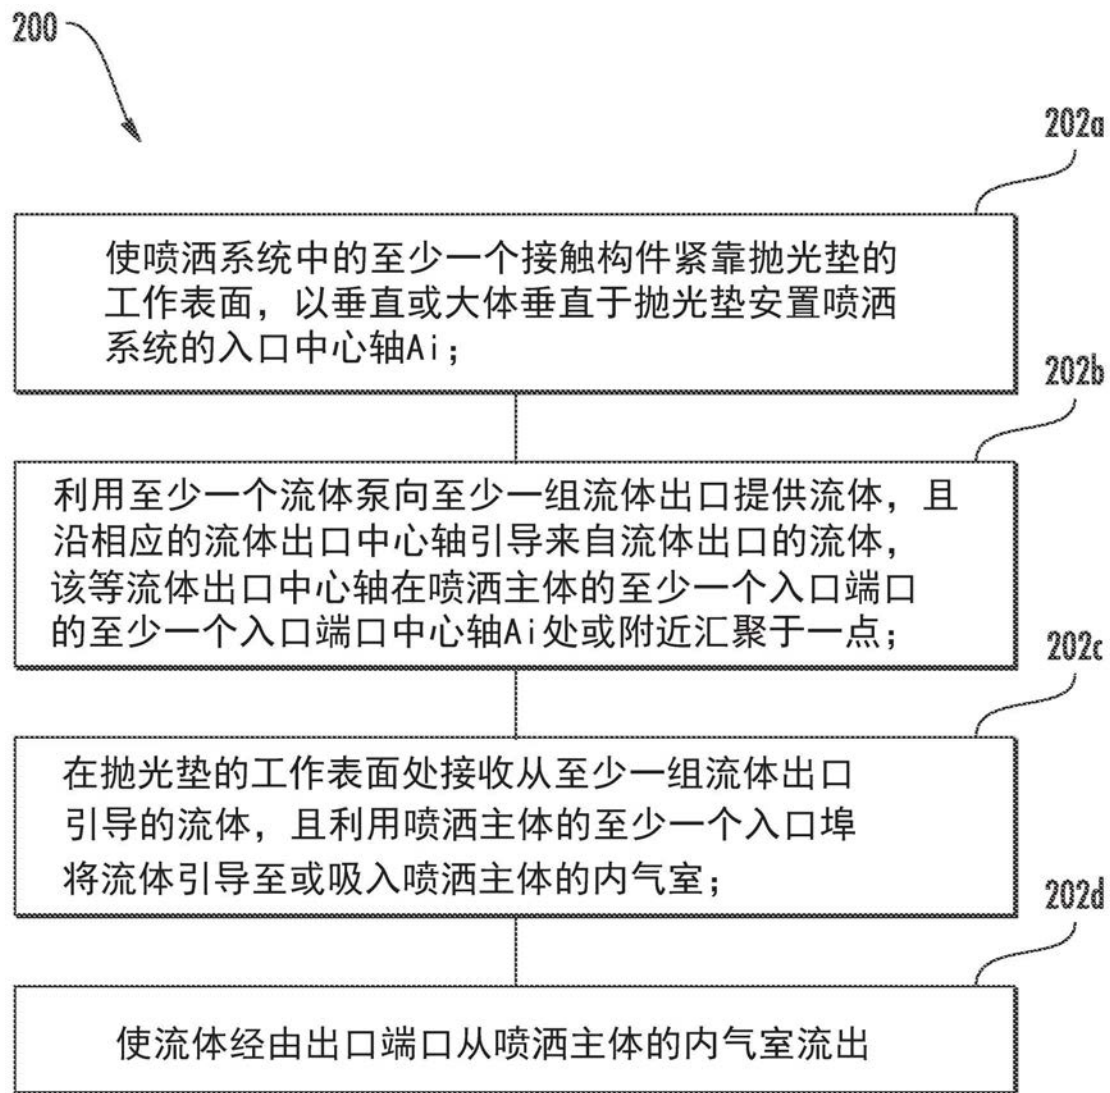 200
202a
使喷洒系统中的至少一个接触构件紧靠抛光垫的
工作表面，以垂直或大体垂直于抛光垫安置喷洒
系统的入口中心轴Ai；
202b
利用至少一个流体泵向至少一组流体出口提供流体，且
沿相应的流体出口中心轴引导来自流体出口的流体，
该等流体出口中心轴在喷洒主体的至少一个入口端口
的至少一个入口端口中心轴Ai处或附近汇聚于一点；
202c
在抛光垫的工作表面处接收从至少一组流体出口
引导的流体，且利用喷洒主体的至少一个入口埠
将流体引导至或吸入喷洒主体的内气室；
202d
使流体经由出口端口从喷洒主体的内气室流出